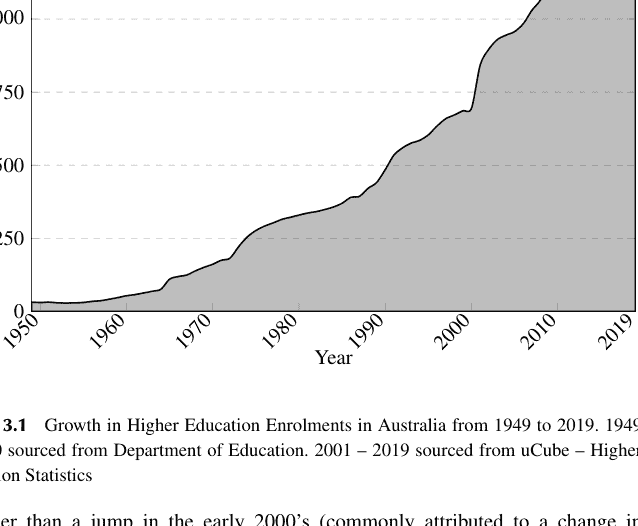 000
750
500
250
0
1950 1960 1970 1980 1990 2000 2010 2019
Year
3.1 Growth in Higher Education Enrolments in Australia from 1949 to 2019. 1949
sourced from Department of Education. 2001 – 2019 sourced from uCube – Higher
ion Statistics
er than a jump in the early 2000's (commonly attributed to a change in